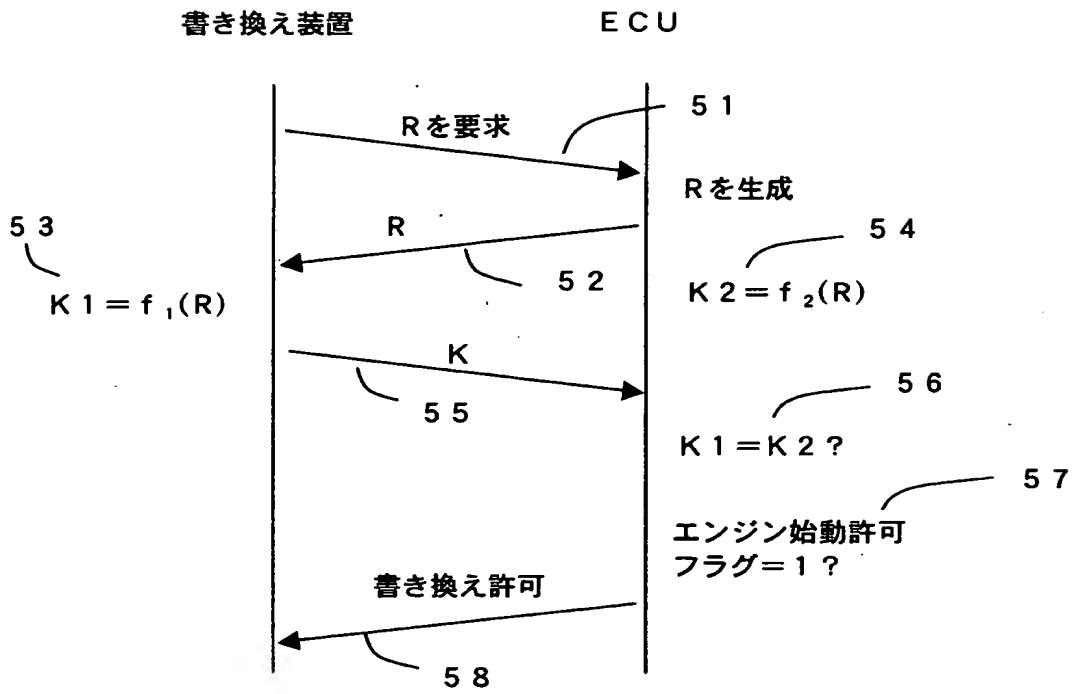 書き換え装置
ＥＣＵ
Rを要求
５１
Rを生成
５３
R
５４
５２
K１＝f₁(R)
K２＝f₂(R)
K
５６
５５
K１＝K２？
５７
エンジン始動許可
フラグ＝１？
書き換え許可
５８